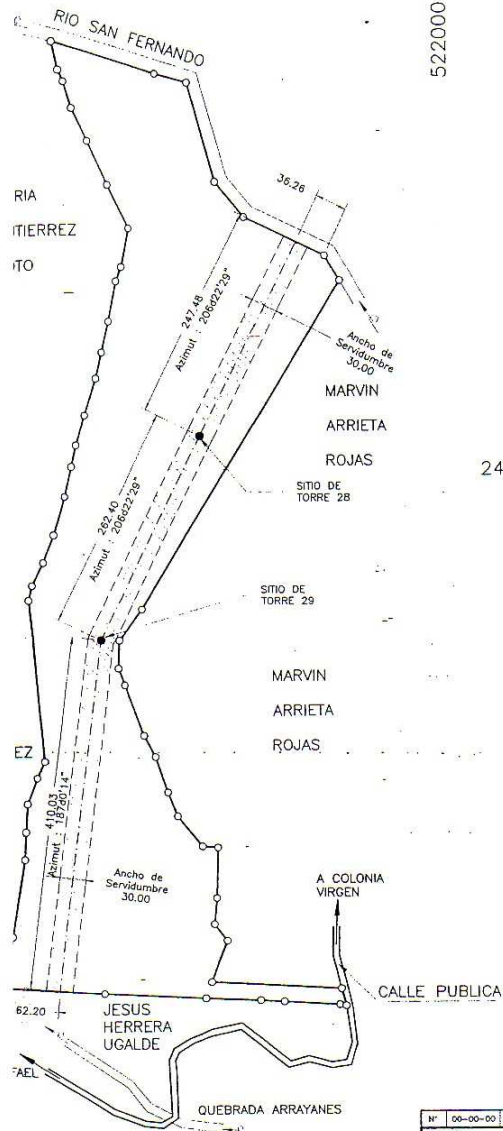 RIO SAN FERNANDO
522000
36.26
RIA
TIERREZ
OTO
247.48
Azimut : 206d22'29"
Ancho de
Servidumbre
30.00
MARVIN
ARRIETA
ROJAS
24
SITIO DE
TORRE 28
262.40
Azimut : 206d22'29"
SITIO DE
TORRE 29
MARVIN
ARRIETA
ROJAS
EZ
410.03
Azimut : 187d0'14"
Ancho de
Servidumbre
30.00
A COLONIA
VIRGEN
CALLE PUBLICA
62.20
JESUS
HERRERA
UGALDE
FAEL
QUEBRADA ARRAYANES
N° 00-00-00